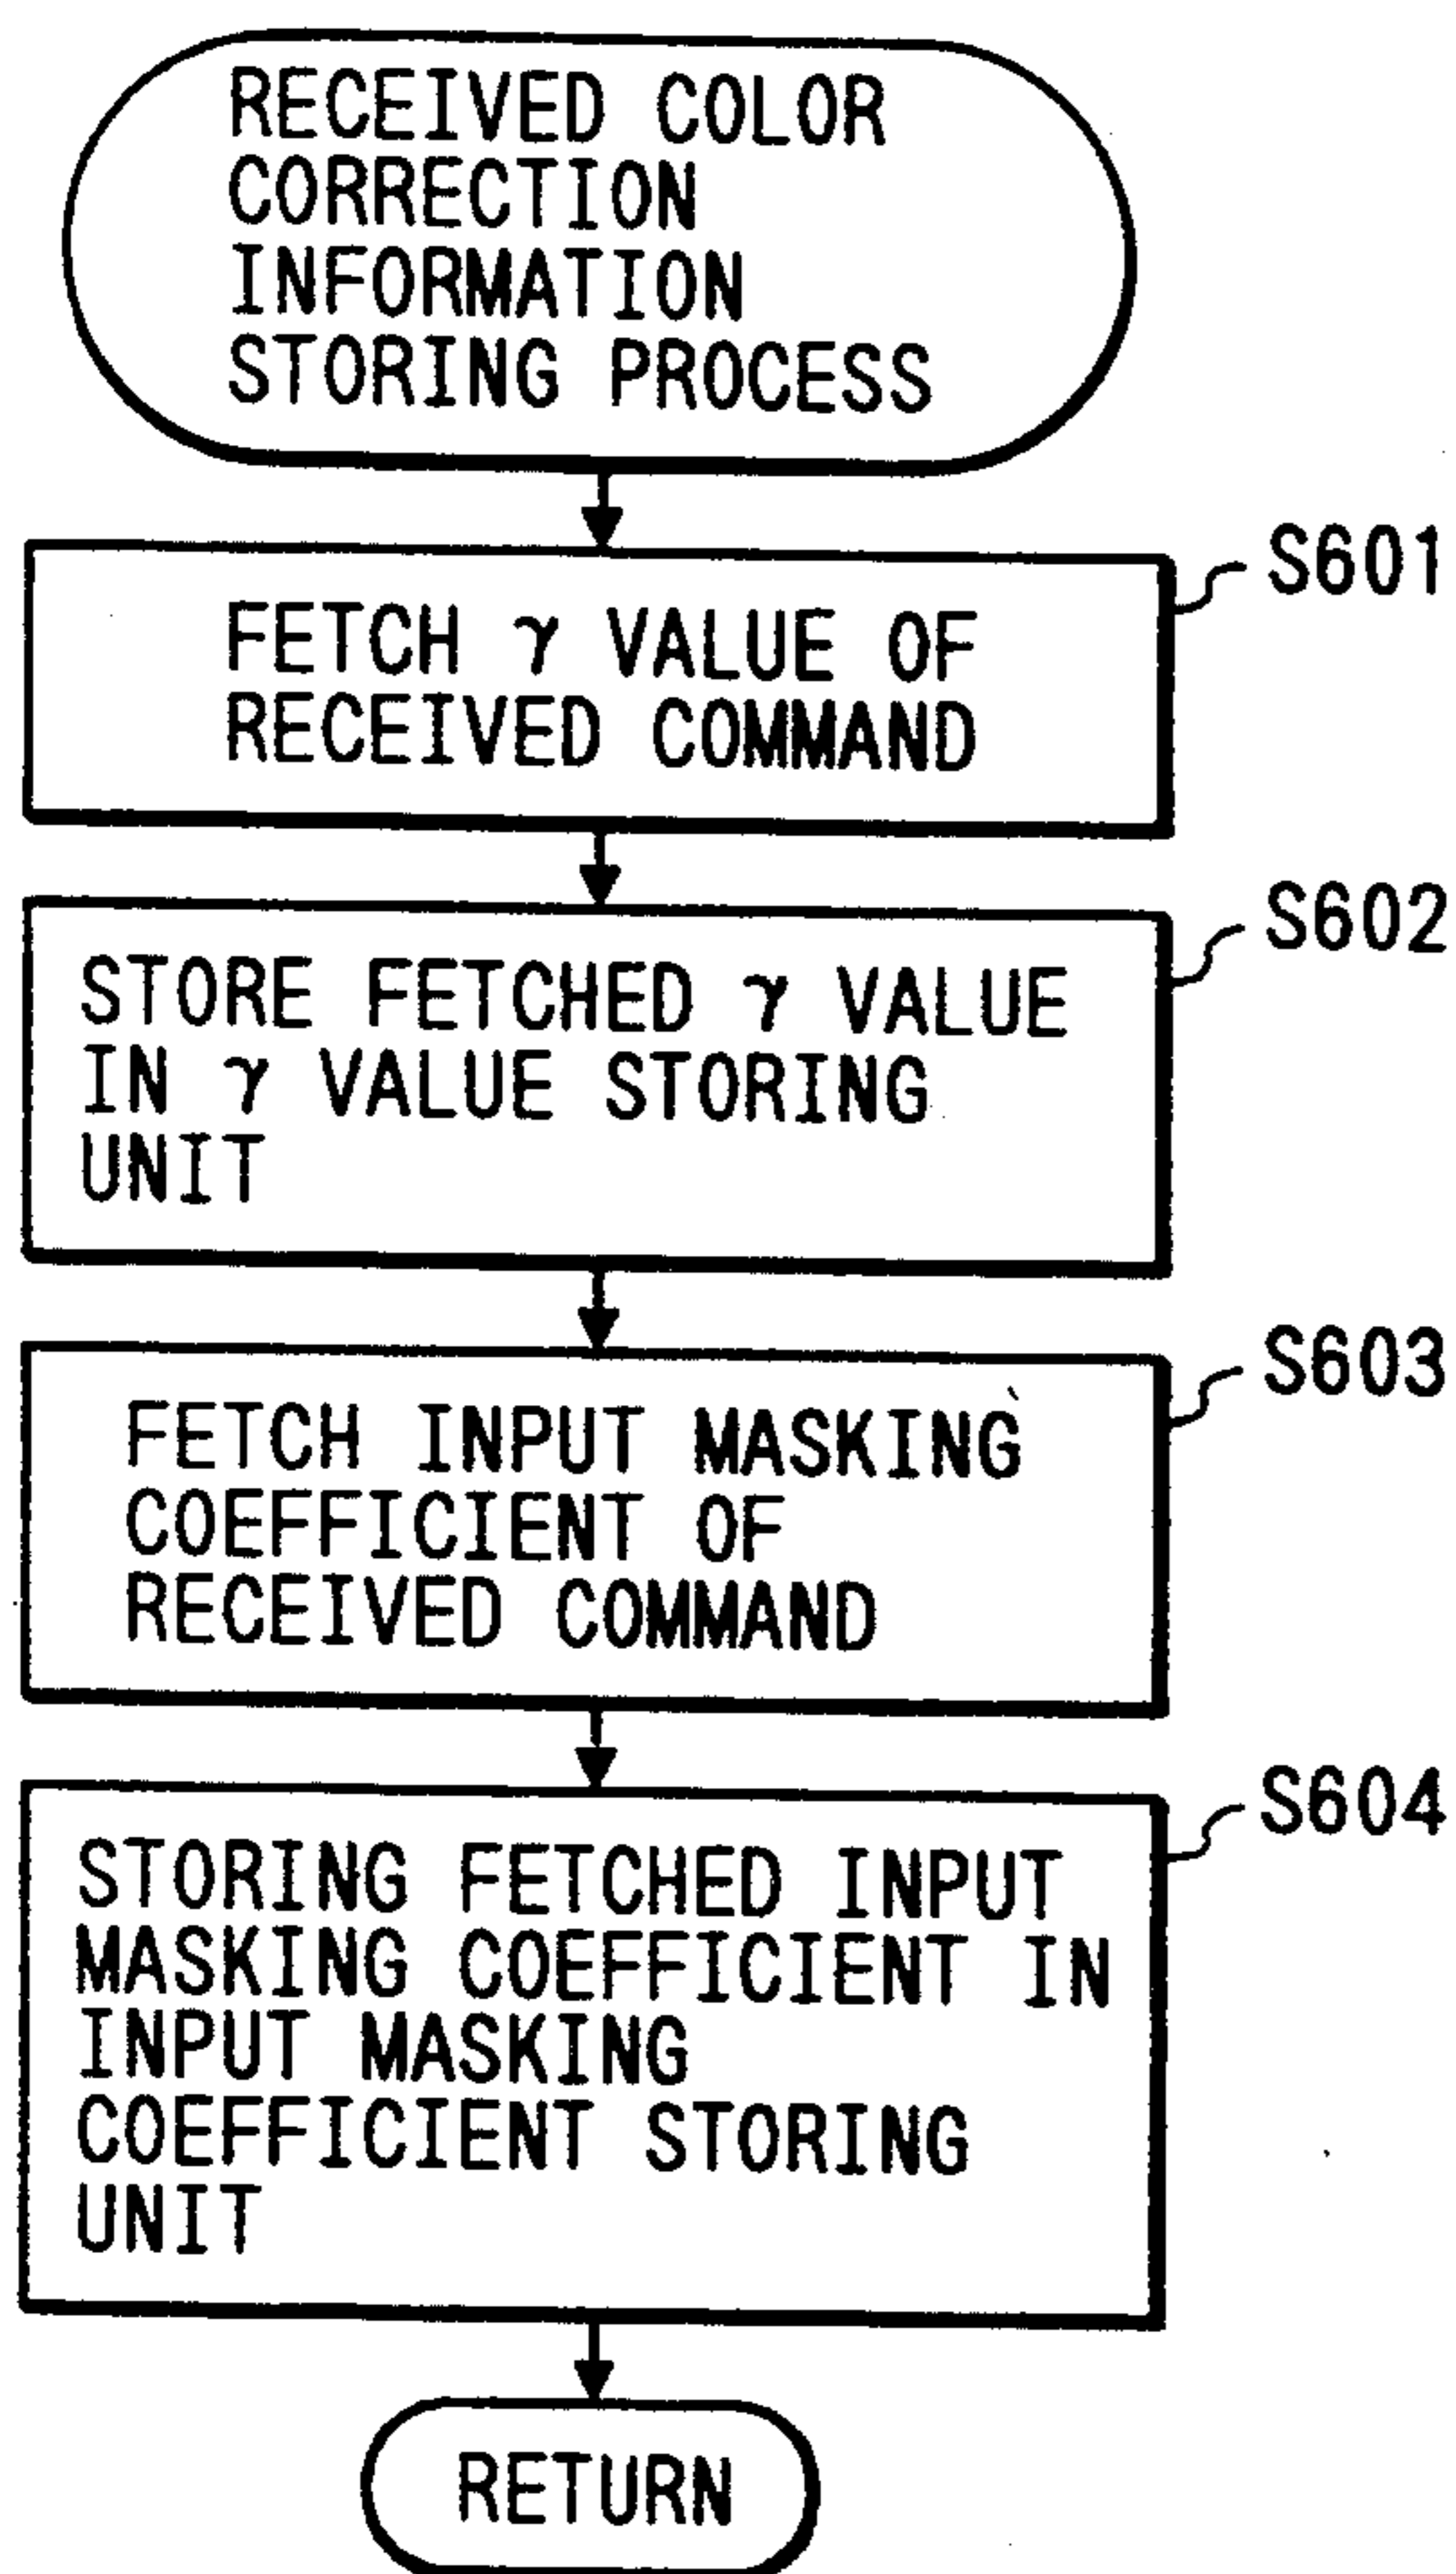 RECEIVED COLOR
CORRECTION
INFORMATION
STORING PROCESS
S601
FETCH γ VALUE OF
RECEIVED COMMAND
S602
STORE FETCHED γ VALUE
IN γ VALUE STORING
UNIT
S603
FETCH INPUT MASKING
COEFFICIENT OF
RECEIVED COMMAND
S604
STORING FETCHED INPUT
MASKING COEFFICIENT IN
INPUT MASKING
COEFFICIENT STORING
UNIT
RETURN